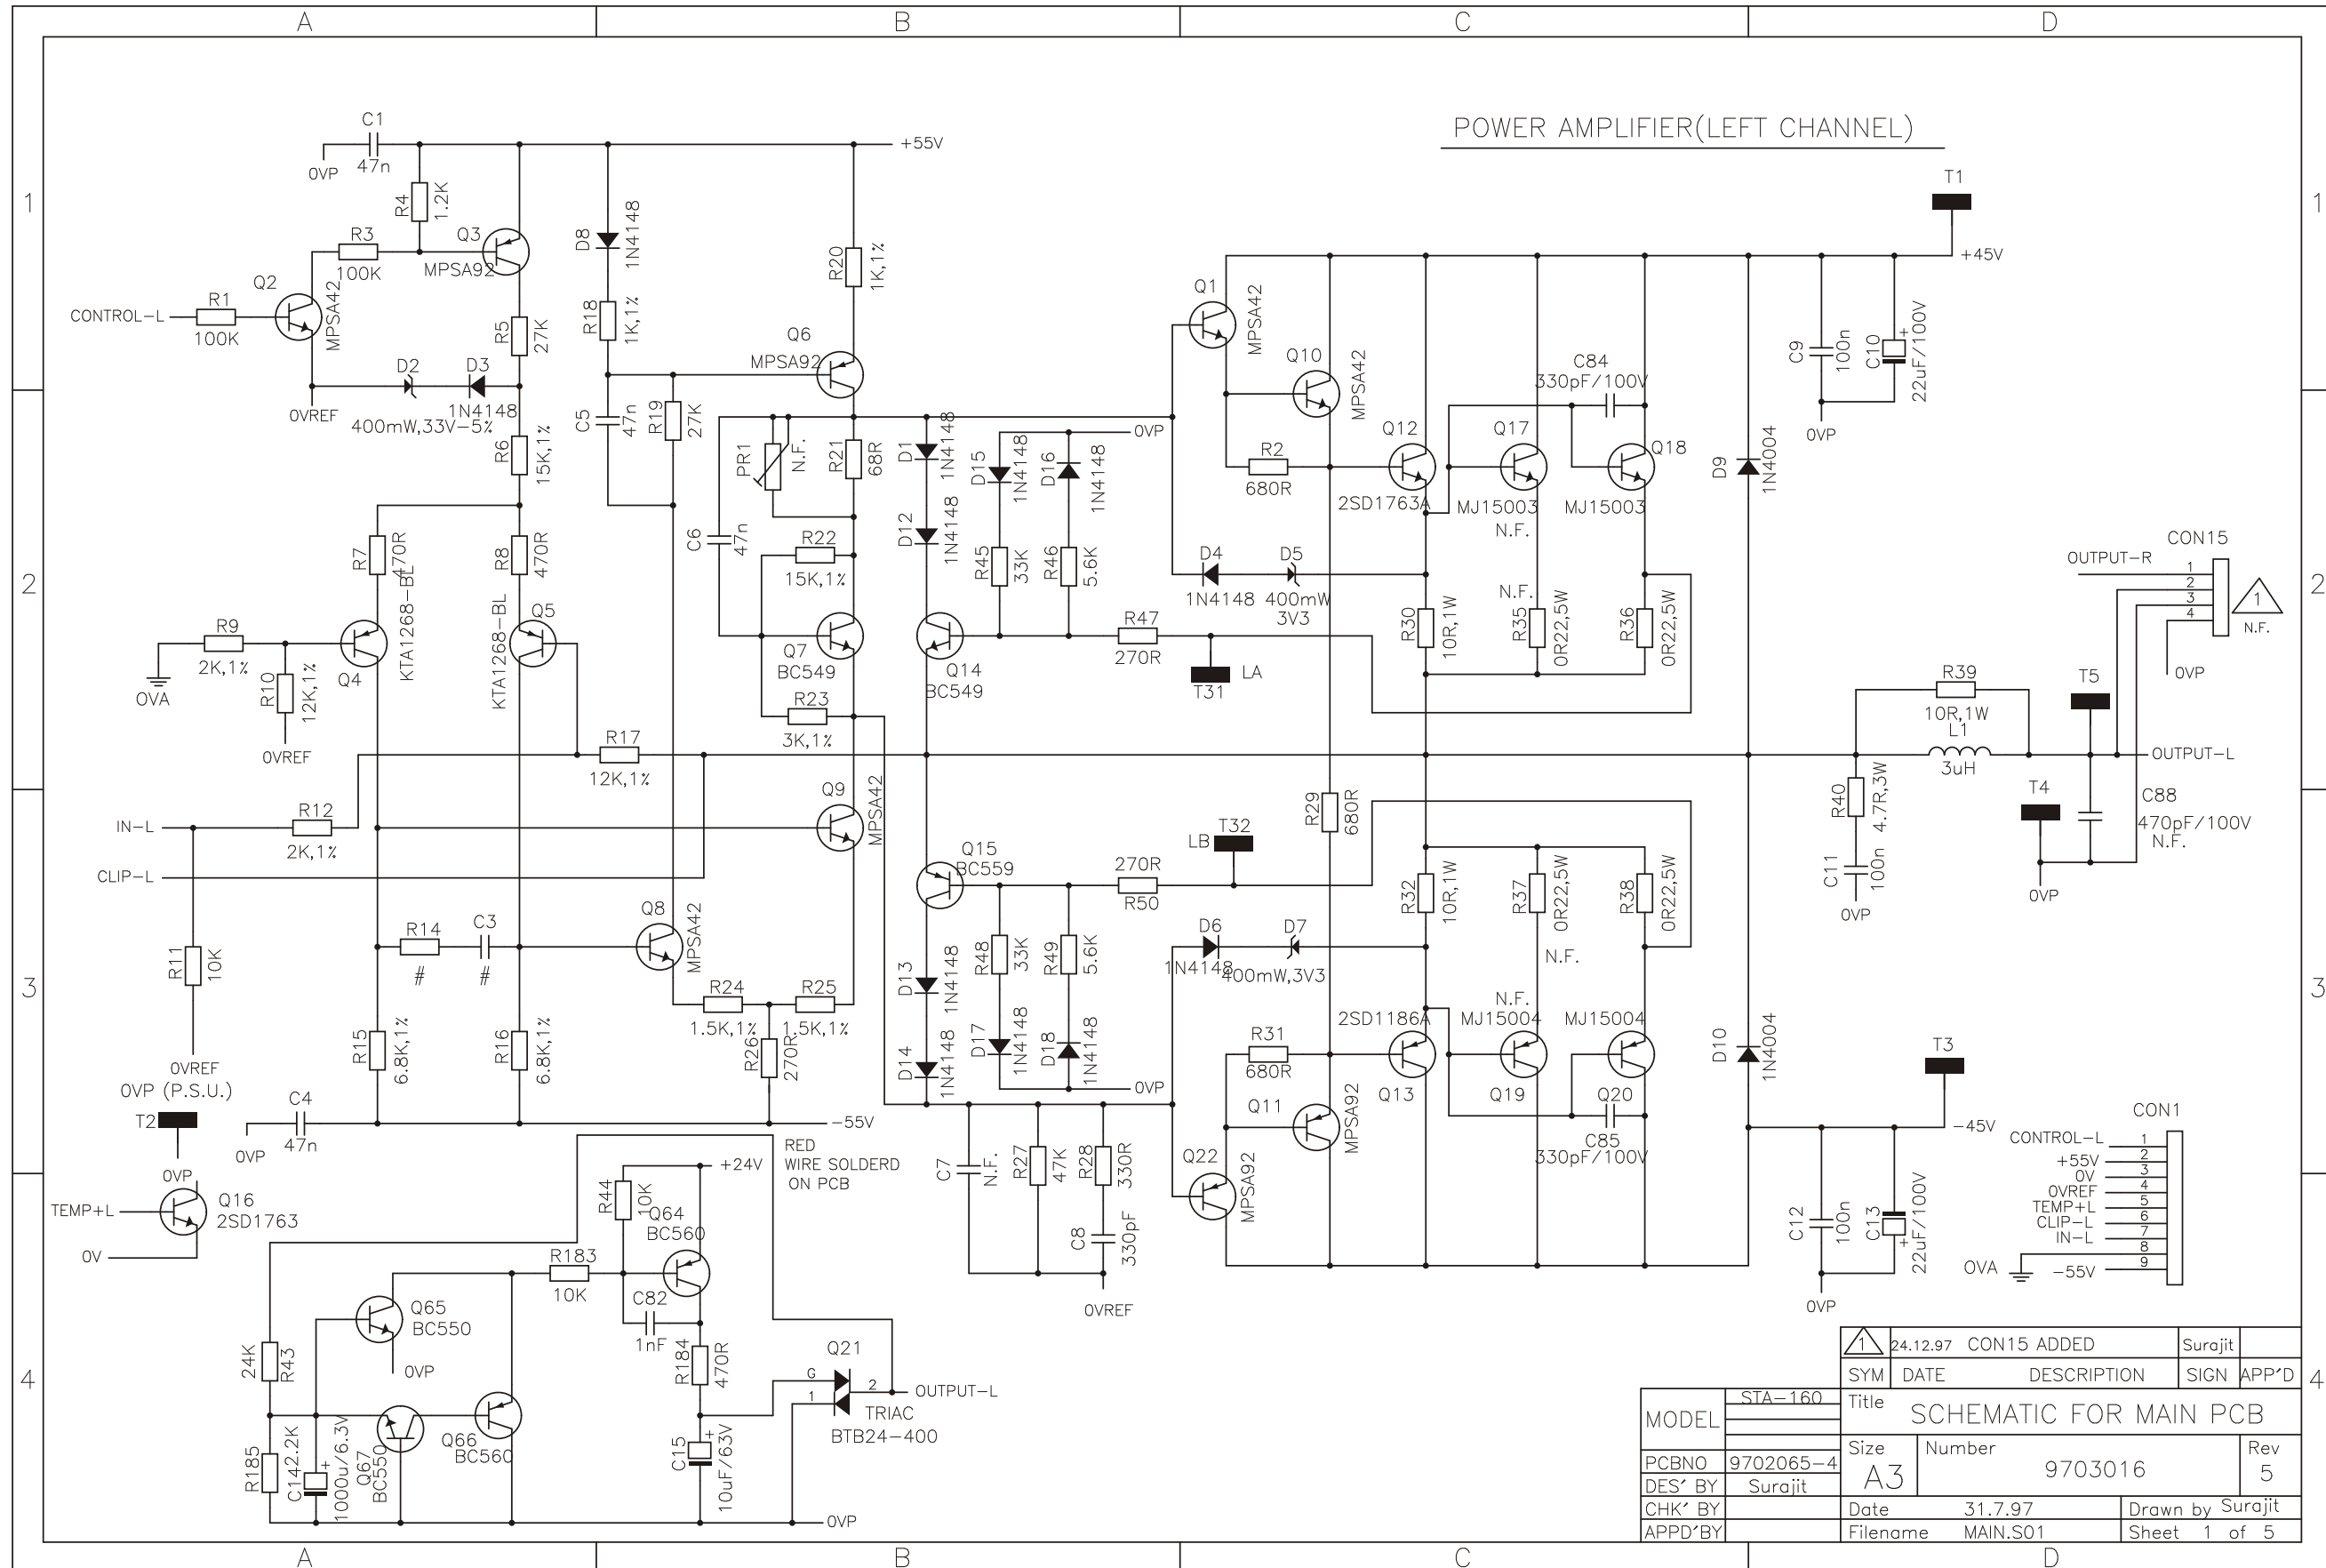 A
B
C
D
1
2
3
4
POWER AMPLIFIER(LEFT CHANNEL)
C1
47n
0VP
+55V
R4
1.2K
R3
100K
Q3
MPSA92
Q2
MPSA42
CONTROL-L
R1
100K
R5
27K
D2
D3
1N4148
0VREF
400mW,33V-5%
R6
15K,1%
D8
1N4148
R18
1K,1%
R20
1K,1%
Q6
MPSA92
C5
47n
R19
27K
PR1
N.F.
R21
68R
C6
47n
R22
15K,1%
Q7
BC549
R23
3K,1%
D1
1N4148
D12
1N4148
D15
1N4148
D16
1N4148
0VP
R45
33K
R46
5.6K
Q14
BC549
R47
270R
T31
LA
Q1
MPSA42
Q10
MPSA42
R2
680R
D4
1N4148
D5
400mW
3V3
Q12
2SD1763A
Q17
MJ15003
N.F.
C84
330pF/100V
Q18
MJ15003
R30
10R,1W
N.F.
R35
0R22,5W
R36
0R22,5W
D9
1N4004
T1
+45V
C9
100n
C10
+
22uF/100V
0VP
CON15
OUTPUT-R
1
2
3
4
1
N.F.
0VP
R7
470R
R8
470R
KTA1268-BL
Q4
KTA1268-BL
Q5
R9
2K,1%
R10
12K,1%
0VA
0VREF
R17
12K,1%
IN-L
R12
2K,1%
CLIP-L
R11
10K
0VREF
R14
#
C3
#
R15
6.8K,1%
R16
6.8K,1%
Q8
MPSA42
Q9
MPSA42
R24
1.5K,1%
R25
1.5K,1%
R26
270R
-55V
C4
47n
0VP
0VP (P.S.U.)
T2
0VP
Q15
BC559
270R
R50
LB
T32
R48
33K
R49
5.6K
D13
1N4148
D14
1N4148
D17
1N4148
D18
1N4148
0VP
R29
680R
D6
1N4148
D7
400mW,3V3
R31
680R
Q11
MPSA92
Q22
MPSA92
R32
10R,1W
R37
0R22,5W
N.F.
R38
0R22,5W
2SD1186A
Q13
N.F.
MJ15004
Q19
MJ15004
Q20
C85
330pF/100V
D10
1N4004
R39
10R,1W
L1
3uH
T5
OUTPUT-L
R40
4.7R,3W
C11
100n
0VP
T4
0VP
C88
470pF/100V
N.F.
T3
-45V
C12
100n
C13
+
22uF/100V
0VP
CON1
CONTROL-L 1
+55V 2
0V 3
0VREF 4
TEMP+L 5
CLIP-L 6
IN-L 7
8
0VA
-55V 9
C7
N.F.
R27
47K
R28
330R
C8
330pF
0VREF
TEMP+L
Q16
2SD1763
0V
RED
WIRE SOLDERD
ON PCB
+24V
R44
10K
Q64
BC560
R183
10K
C82
1nF
Q65
BC550
0VP
24K
R43
R184
470R
Q21
G
1
2
OUTPUT-L
TRIAC
BTB24-400
R185
2.2K
C14
1000u/6.3V
+
Q67
BC550
Q66
BC560
C15
+
10uF/63V
0VP
1 24.12.97 CON15 ADDED Surajit
SYM DATE DESCRIPTION SIGN APP'D
MODEL STA-160
Title
SCHEMATIC FOR MAIN PCB
PCBNO 9702065-4
DES' BY Surajit
CHK' BY
APPD'BY
Size
A3
Number
9703016
Rev
5
Date 31.7.97 Drawn by Surajit
Filename MAIN.S01 Sheet 1 of 5
1
2
3
4
A
B
C
D